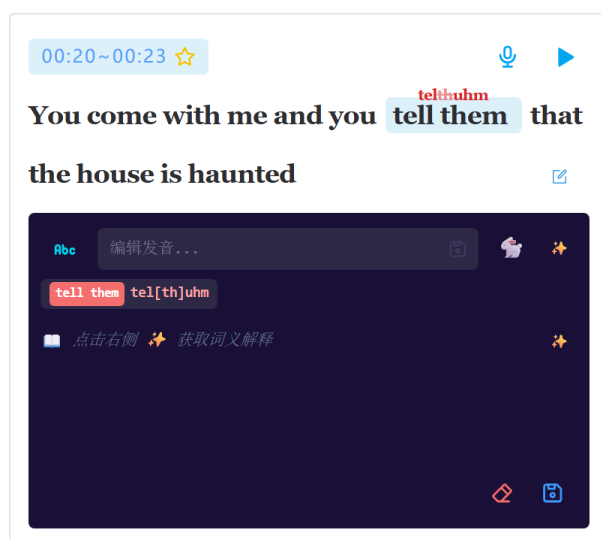 00:20~00:23
telthuhm
You come with me and you tell them that
the house is haunted
Abc 编辑发音...
tell them tel[th]uhm
点击右侧 ✨ 获取词义解释